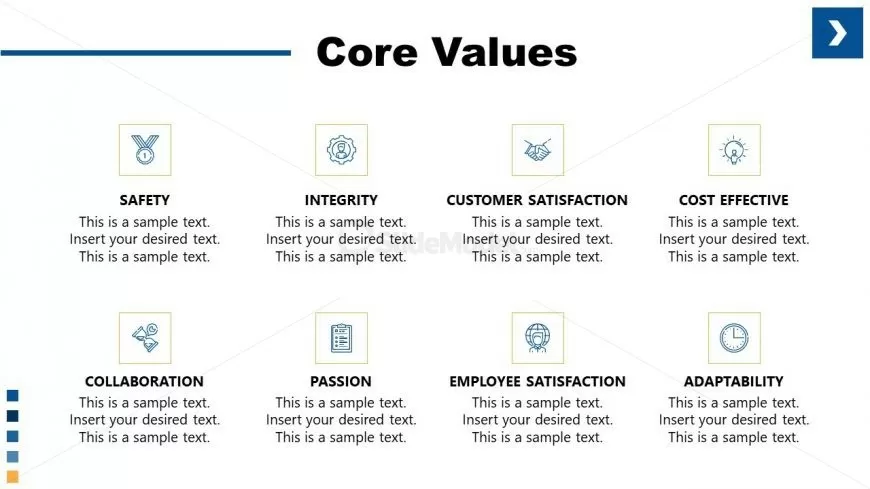 Core Values
SAFETY
This is a sample text.
Insert your desired text.
This is a sample text.
INTEGRITY
This is a sample text.
Insert your desired text.
This is a sample text.
CUSTOMER SATISFACTION
This is a sample text.
Insert your desired text.
This is a sample text.
COST EFFECTIVE
This is a sample text.
Insert your desired text.
This is a sample text.
COLLABORATION
This is a sample text.
Insert your desired text.
This is a sample text.
PASSION
This is a sample text.
Insert your desired text.
This is a sample text.
EMPLOYEE SATISFACTION
This is a sample text.
Insert your desired text.
This is a sample text.
ADAPTABILITY
This is a sample text.
Insert your desired text.
This is a sample text.